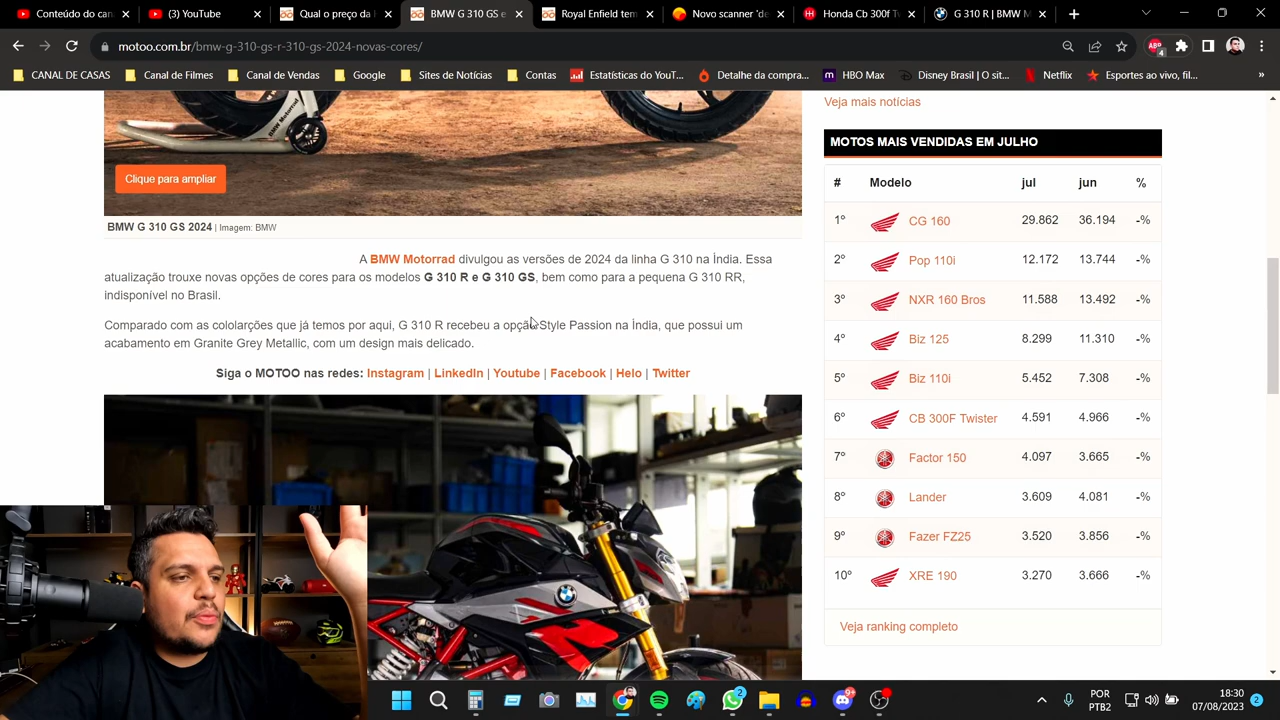 Conteúdo do can
(3) YouTube
Qual o preço da
BMW G 310 GS e
Royal Enfield tem
Novo scanner 'de
Honda Cb 300f Tw
G 310 R | BMW M
motoo.com.br/bmw-g-310-gs-r-310-gs-2024-novas-cores/
CANAL DE CASAS
Canal de Filmes
Canal de Vendas
Google
Sites de Notícias
Contas
Estatísticas do YouT...
Detalhe da compra...
HBO Max
Disney Brasil | O sit...
Netflix
Esportes ao vivo, fil...
»
Veja mais notícias
MOTOS MAIS VENDIDAS EM JULHO
# Modelo jul jun %
1º CG 160 29.862 36.194 -%
2º Pop 110i 12.172 13.744 -%
3º NXR 160 Bros 11.588 13.492 -%
4º Biz 125 8.299 11.310 -%
5º Biz 110i 5.452 7.308 -%
6º CB 300F Twister 4.591 4.966 -%
7º Factor 150 4.097 3.665 -%
8º Lander 3.609 4.081 -%
9º Fazer FZ25 3.520 3.856 -%
10º XRE 190 3.270 3.666 -%
Veja ranking completo
BMW Motorrad
Clique para ampliar
BMW G 310 GS 2024 | Imagem: BMW
A BMW Motorrad divulgou as versões de 2024 da linha G 310 na Índia. Essa
atualização trouxe novas opções de cores para os modelos G 310 R e G 310 GS, bem como para a pequena G 310 RR,
indisponível no Brasil.
Comparado com as cololarções que já temos por aqui, G 310 R recebeu a opção Style Passion na Índia, que possui um
acabamento em Granite Grey Metallic, com um design mais delicado.
Siga o MOTOO nas redes: Instagram | LinkedIn | Youtube | Facebook | Helo | Twitter
POR
PTB2
18:30
07/08/2023
2